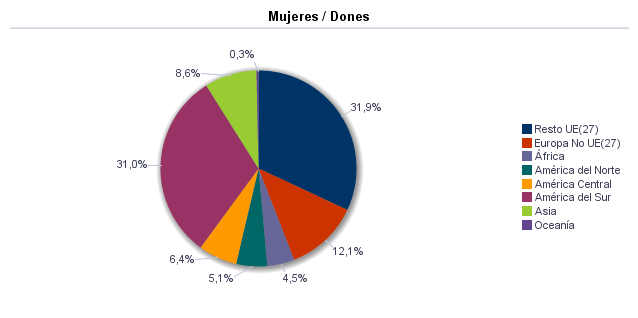 Mujeres / Dones
0,3%
8,6%
31,9%
31,0%
12,1%
6,4%
5,1%
4,5%
Resto UE(27)
Europa No UE(27)
África
América del Norte
América Central
América del Sur
Asia
Oceanía